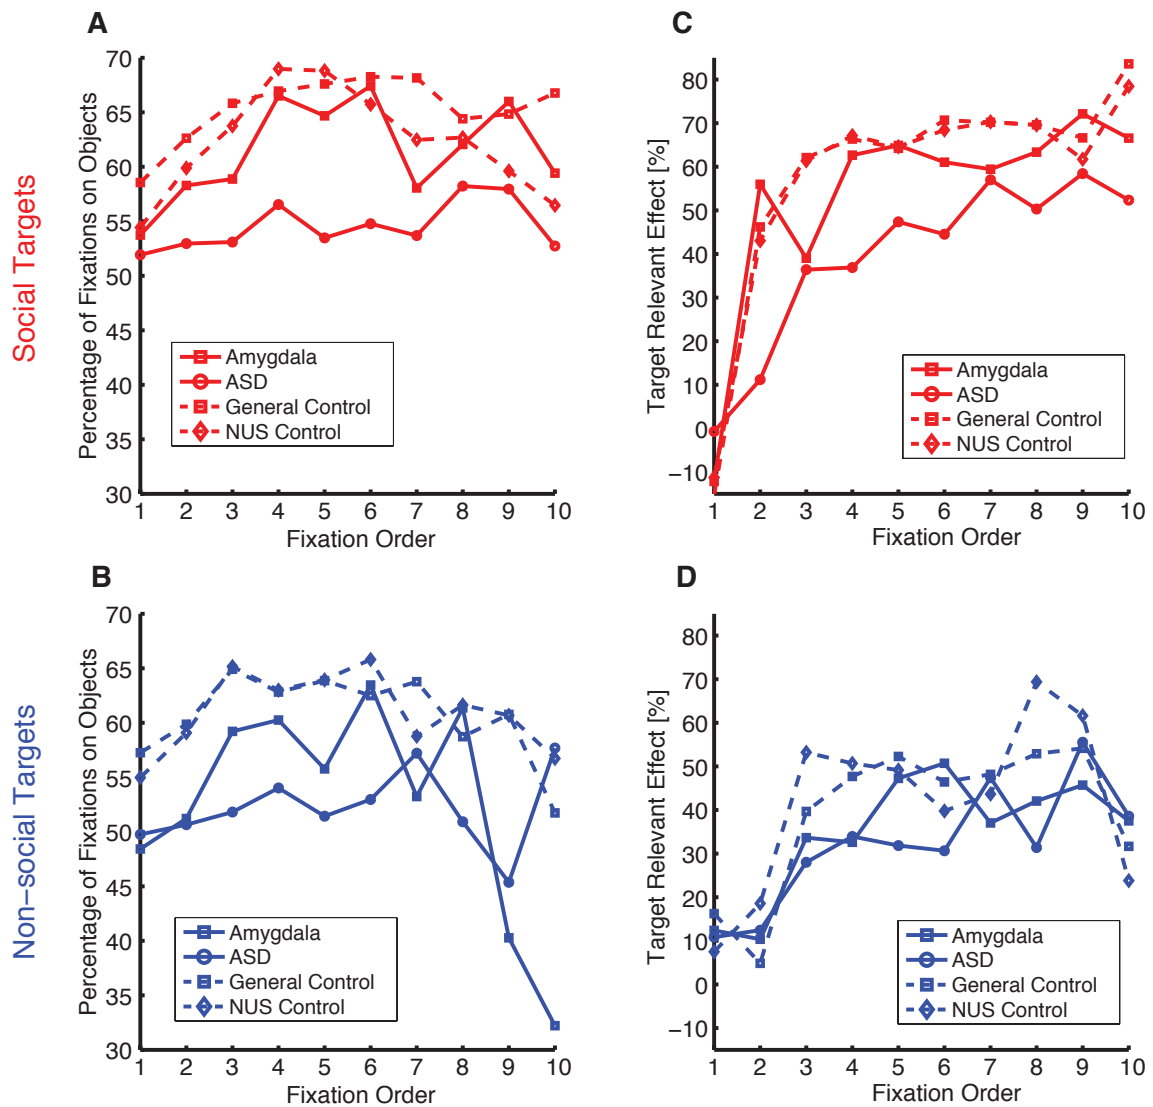 A
Social Targets
Percentage of Fixations on Objects
70
65
60
55
50
45
40
35
30
Amygdala
ASD
General Control
NUS Control
1 2 3 4 5 6 7 8 9 10
Fixation Order
C
Target Relevant Effect [%]
80
70
60
50
40
30
20
10
0
−10
Amygdala
ASD
General Control
NUS Control
1 2 3 4 5 6 7 8 9 10
Fixation Order
B
Non−social Targets
Percentage of Fixations on Objects
70
65
60
55
50
45
40
35
30
Amygdala
ASD
General Control
NUS Control
1 2 3 4 5 6 7 8 9 10
Fixation Order
D
Target Relevant Effect [%]
80
70
60
50
40
30
20
10
0
−10
Amygdala
ASD
General Control
NUS Control
1 2 3 4 5 6 7 8 9 10
Fixation Order